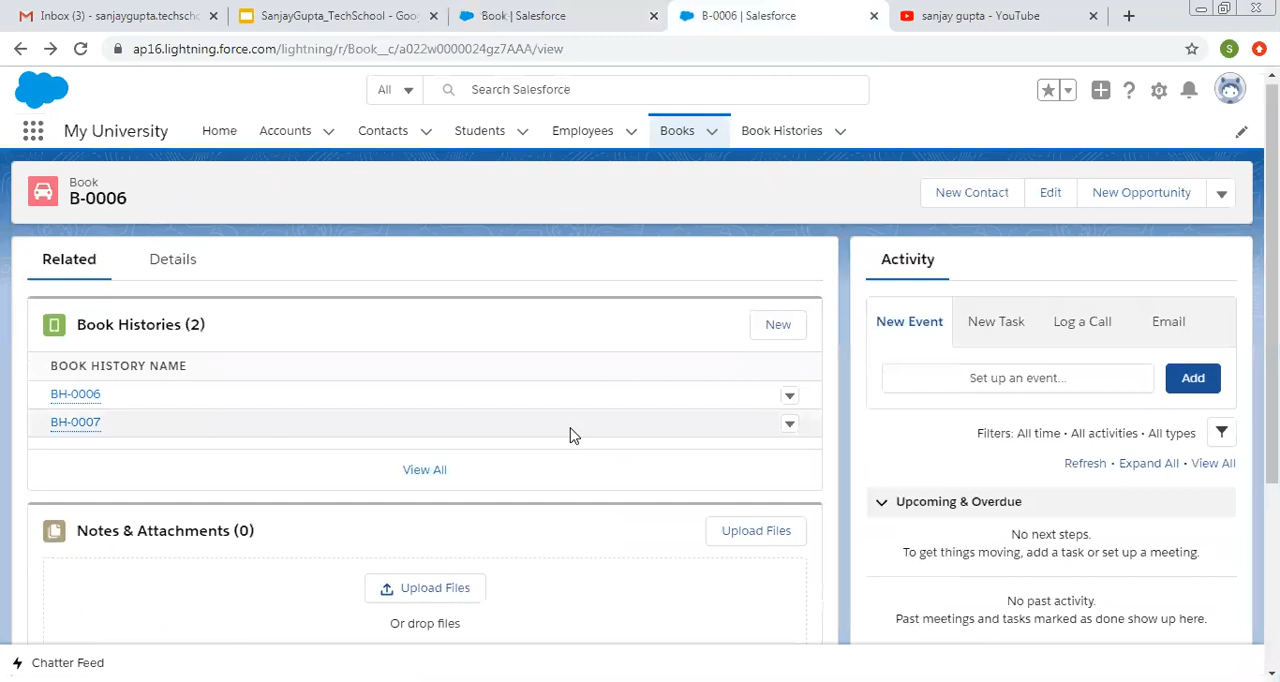 Inbox (3) - sanjaygupta.techscho
SanjayGupta_TechSchool - Goo
Book | Salesforce
B-0006 | Salesforce
sanjay gupta - YouTube
ap16.lightning.force.com/lightning/r/Book__c/a022w0000024gz7AAA/view
S
All
Search Salesforce
My University
Home
Accounts
Contacts
Students
Employees
Books
Book Histories
Book
B-0006
New Contact
Edit
New Opportunity
Related
Details
Book Histories (2)
New
BOOK HISTORY NAME
BH-0006
BH-0007
View All
Notes & Attachments (0)
Upload Files
Upload Files
Or drop files
Activity
New Event
New Task
Log a Call
Email
Set up an event...
Add
Filters: All time • All activities • All types
Refresh • Expand All • View All
Upcoming & Overdue
No next steps.
To get things moving, add a task or set up a meeting.
No past activity.
Past meetings and tasks marked as done show up here.
Chatter Feed